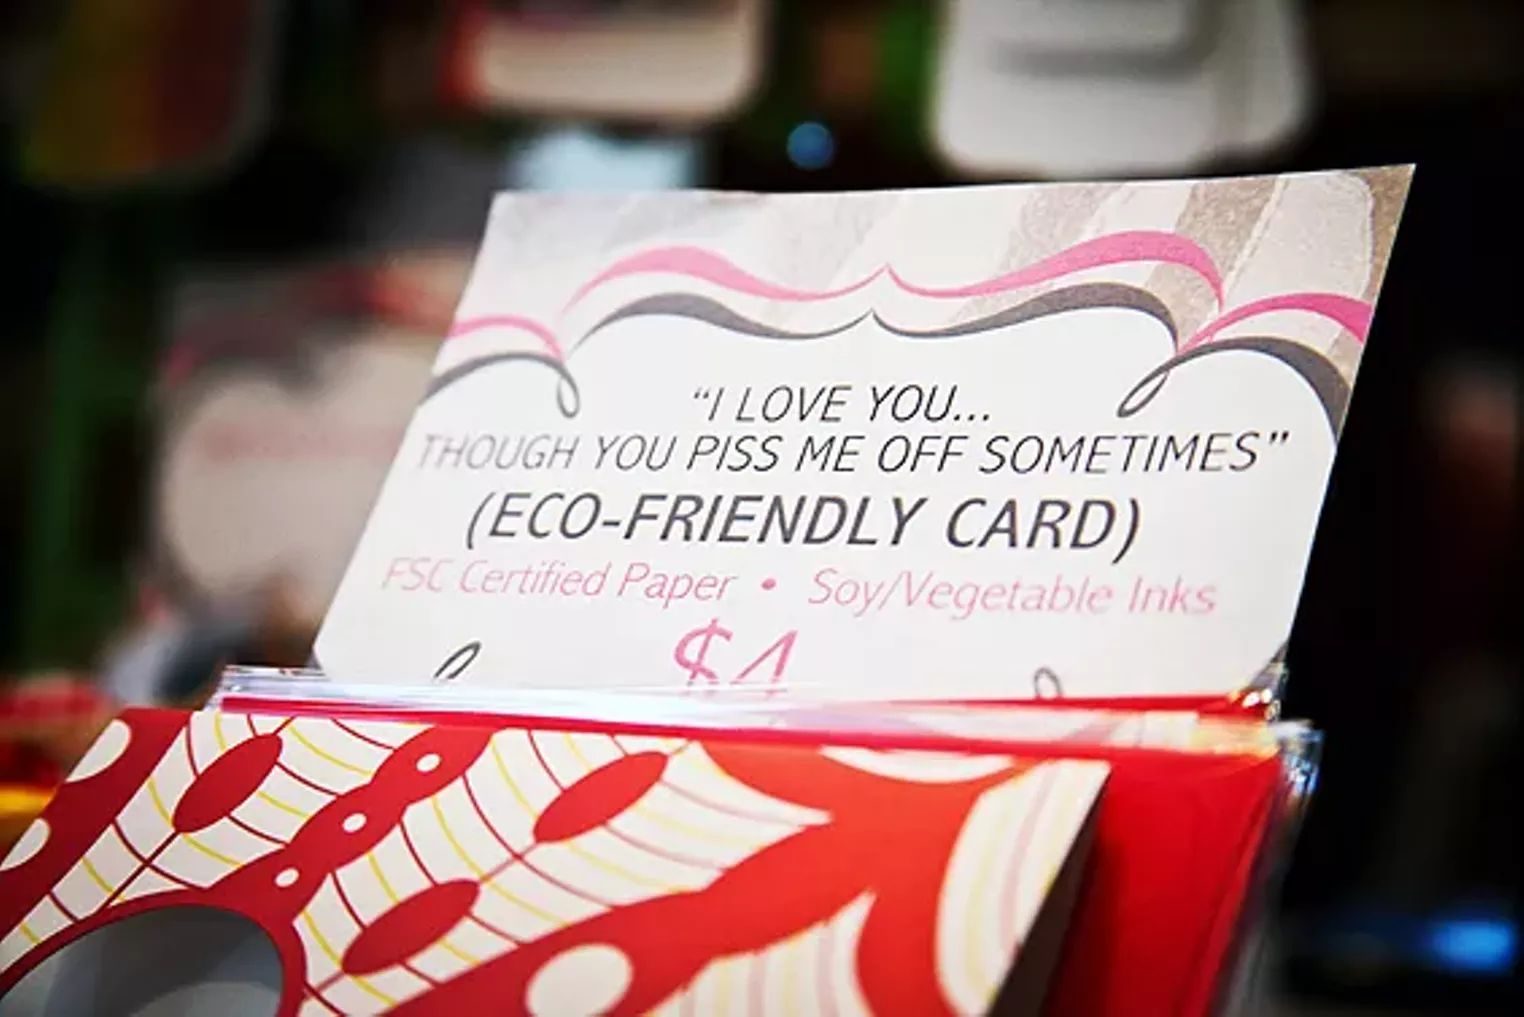 “I LOVE YOU...
THOUGH YOU PISS ME OFF SOMETIMES”
(ECO-FRIENDLY CARD)
FSC Certified Paper • Soy/Vegetable Inks
$4